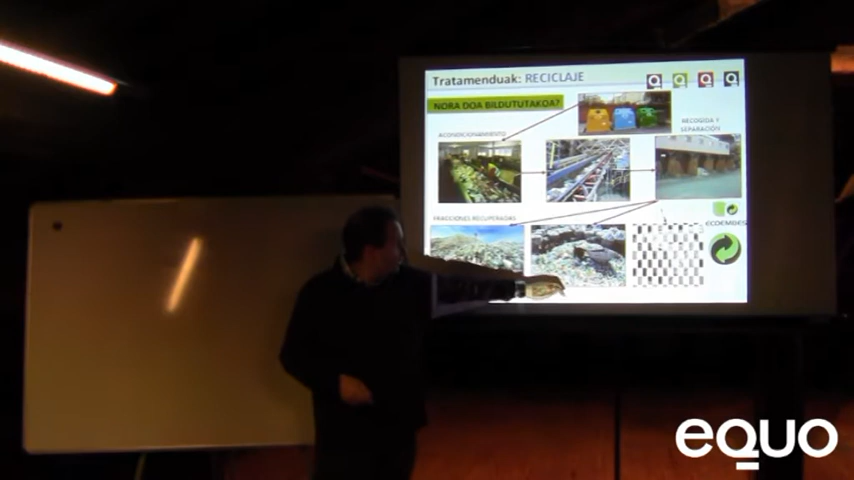 Tratamenduak: RECICLAJE
NORA DOA BILDUTUTAKOA?
RECOGIDA Y
SEPARACIÓN
ACONDICIONAMIENTO
FRACCIONES RECUPERADAS
ECOEMBES
eQUO